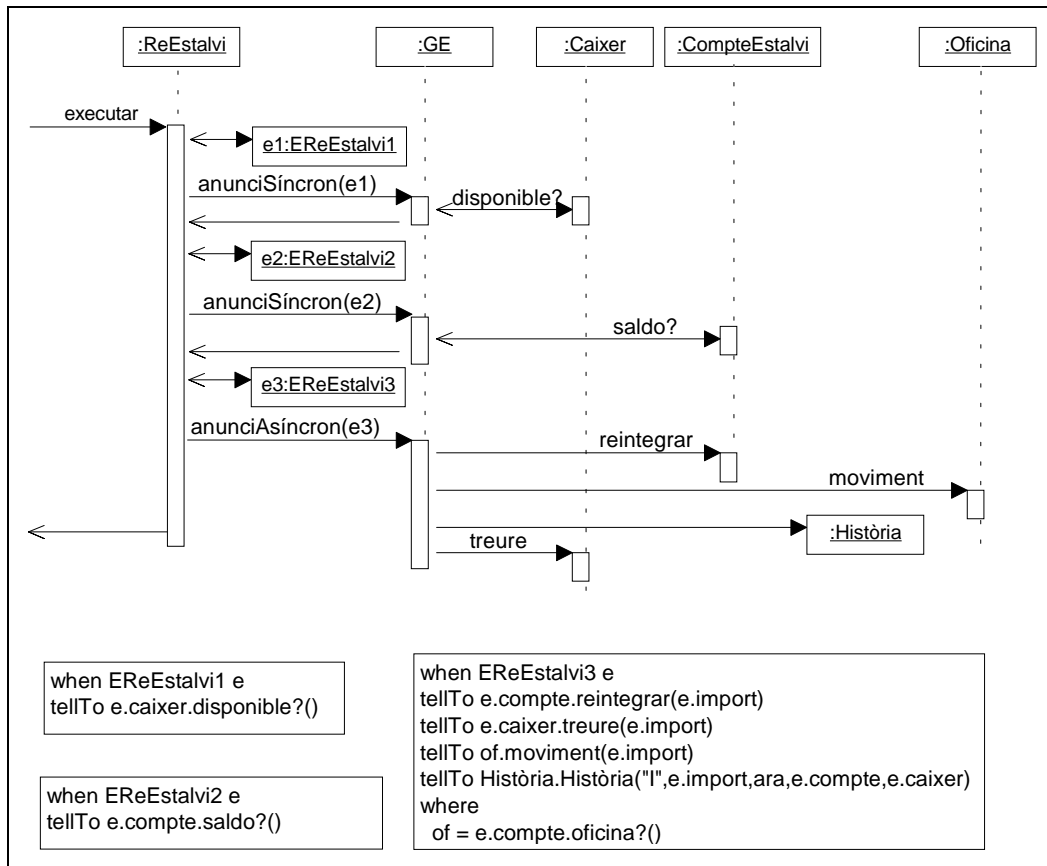 :ReEstalvi
:GE
:Caixer
:CompteEstalvi
:Oficina
executar
e1:EReEstalvi1
anunciSíncron(e1)
disponible?
e2:EReEstalvi2
anunciSíncron(e2)
saldo?
e3:EReEstalvi3
anunciAsíncron(e3)
reintegrar
moviment
:Història
treure
when EReEstalvi1 e
tellTo e.caixer.disponible?()
when EReEstalvi2 e
tellTo e.compte.saldo?()
when EReEstalvi3 e
tellTo e.compte.reintegrar(e.import)
tellTo e.caixer.treure(e.import)
tellTo of.moviment(e.import)
tellTo Història.Història("I",e.import,ara,e.compte,e.caixer)
where
of = e.compte.oficina?()